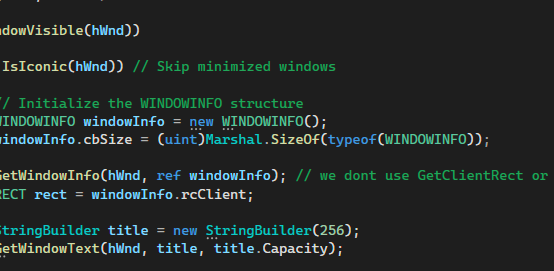 ndowVisible(hWnd))
IsIconic(hWnd)) // Skip minimized windows
// Initialize the WINDOWINFO structure
WINDOWINFO windowInfo = new WINDOWINFO();
windowInfo.cbSize = (uint)Marshal.SizeOf(typeof(WINDOWINFO));
GetWindowInfo(hWnd, ref windowInfo); // we dont use GetClientRect or
RECT rect = windowInfo.rcClient;
StringBuilder title = new StringBuilder(256);
GetWindowText(hWnd, title, title.Capacity);